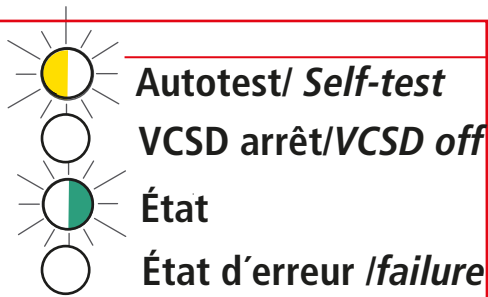 Autotest/ Self-test
VCSD arrêt/VCSD off
État
État d´erreur /failure